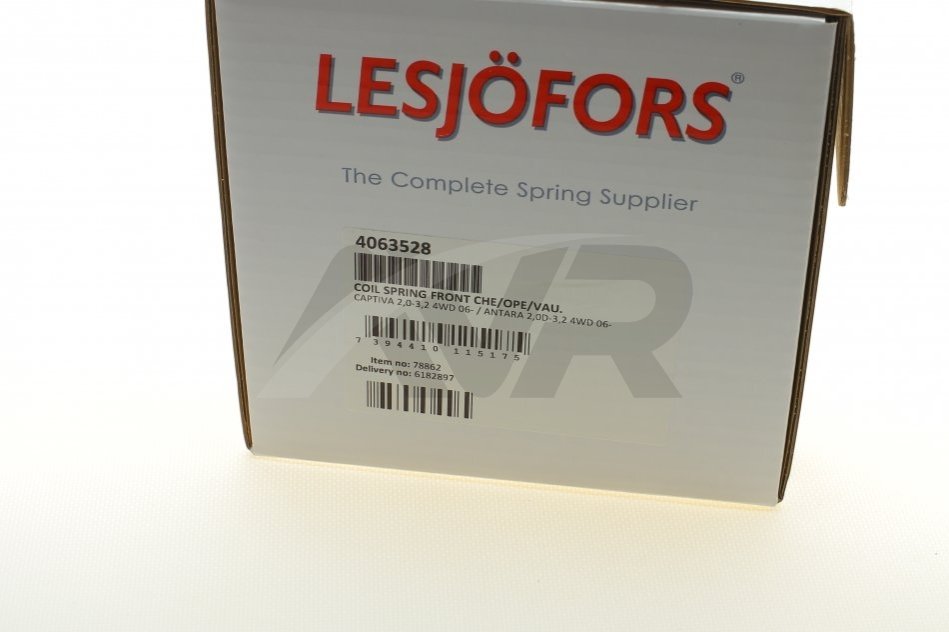 LESJÖFORS®
The Complete Spring Supplier
4063528
COIL SPRING FRONT CHE/OPE/VAU.
CAPTIVA 2,0-3,2 4WD 06- / ANTARA 2,0D-3,2 4WD 06-
7 394410 115175
Item no: 78862
Delivery no: 6182897
AVR